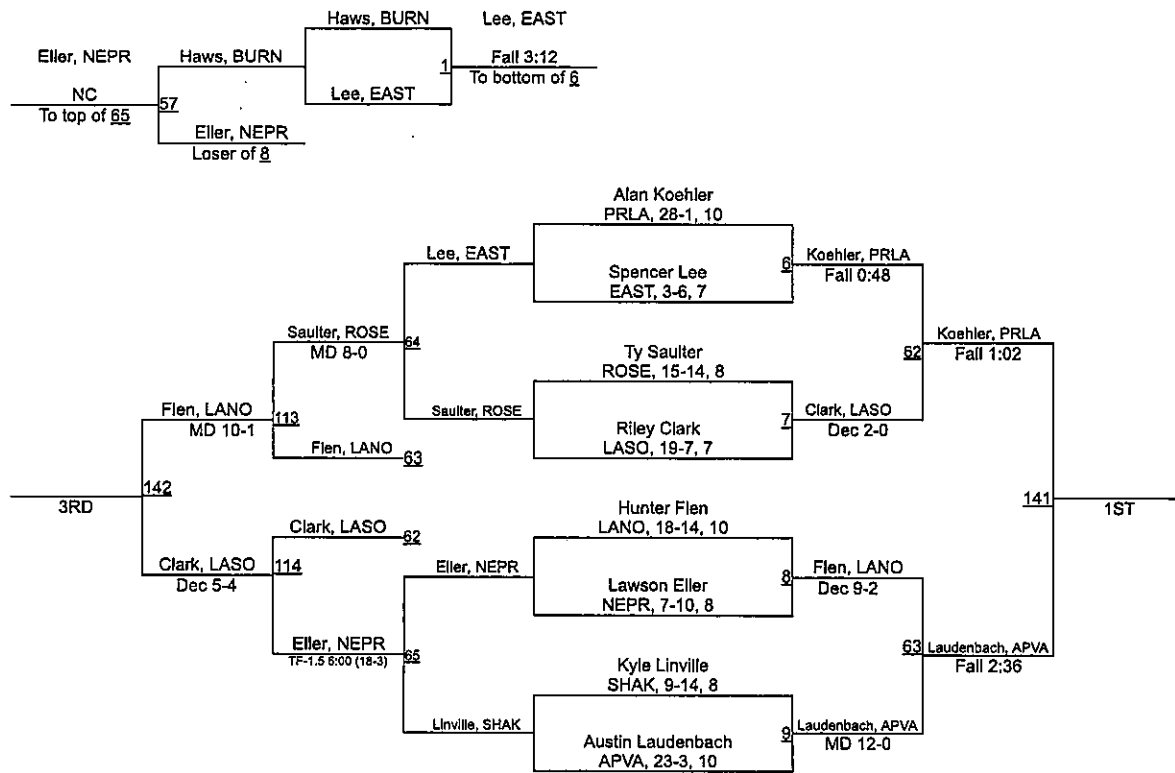 Haws, BURN
Lee, EAST
Eller, NEPR
Haws, BURN
Fall 3:12
1
To bottom of 6
NC
57
Lee, EAST
To top of 65
Eller, NEPR
Loser of 8
Alan Koehler
PRLA, 28-1, 10
Lee, EAST
6
Koehler, PRLA
Spencer Lee
Fall 0:48
EAST, 3-6, 7
Saulter, ROSE
64
Koehler, PRLA
MD 8-0
Ty Saulter
62
Fall 1:02
ROSE, 15-14, 8
Flen, LANO
113
Saulter, ROSE
7
Clark, LASO
MD 10-1
Riley Clark
Dec 2-0
Flen, LANO
63
LASO, 19-7, 7
142
141
3RD
1ST
Hunter Flen
LANO, 18-14, 10
Clark, LASO
62
Clark, LASO
114
Eller, NEPR
8
Flen, LANO
Dec 5-4
Lawson Eller
Dec 9-2
NEPR, 7-10, 8
Eller, NEPR
65
63
Laudenbach, APVA
TF-1.5 6:00 (18-3)
Kyle Linville
Fall 2:36
SHAK, 9-14, 8
Linville, SHAK
9
Laudenbach, APVA
Austin Laudenbach
MD 12-0
APVA, 23-3, 10